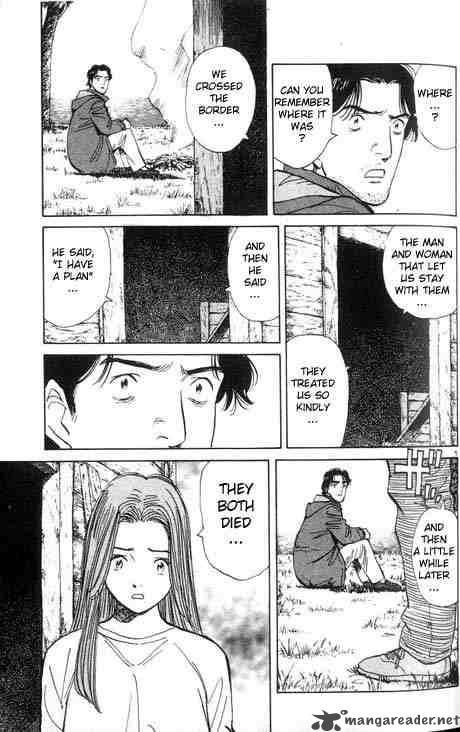 WHERE
...
?
CAN YOU
REMEMBER
WHERE IT
WAS
?
WE
CROSSED
THE
BORDER
...
THE MAN
AND
WOMAN
THAT LET
US STAY
WITH THEM
...
THEY
TREATED
US SO
KINDLY
...
AND
THEN
HE
SAID
...
HE SAID,
"I HAVE
A PLAN"
...
AND
THEN
A LITTLE
WHILE
LATER
...
THEY
BOTH
DIED
...
mangareader.net